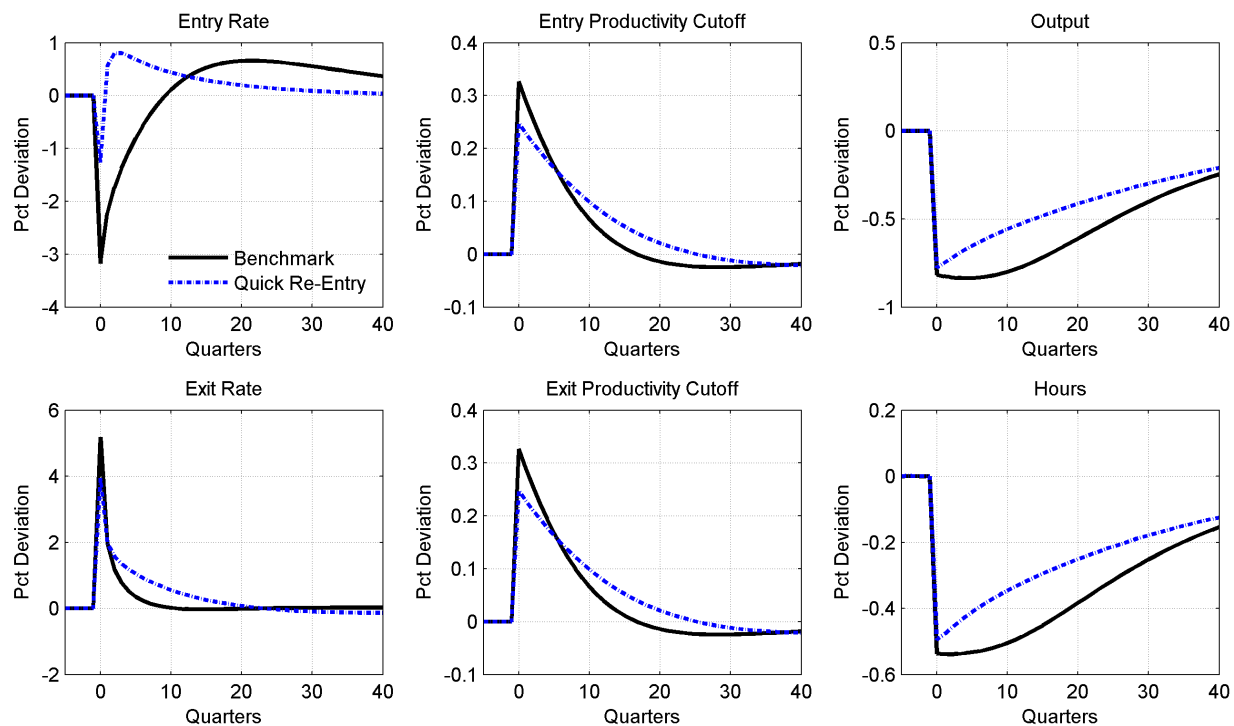 Entry Rate
Pct Deviation
1
0
-1
-2
-3
-4
Benchmark
Quick Re-Entry
0 10 20 30 40
Quarters
Entry Productivity Cutoff
Pct Deviation
0.4
0.3
0.2
0.1
0
-0.1
0 10 20 30 40
Quarters
Output
Pct Deviation
0.5
0
-0.5
-1
0 10 20 30 40
Quarters
Exit Rate
Pct Deviation
6
4
2
0
-2
0 10 20 30 40
Quarters
Exit Productivity Cutoff
Pct Deviation
0.4
0.3
0.2
0.1
0
-0.1
0 10 20 30 40
Quarters
Hours
Pct Deviation
0.2
0
-0.2
-0.4
-0.6
0 10 20 30 40
Quarters